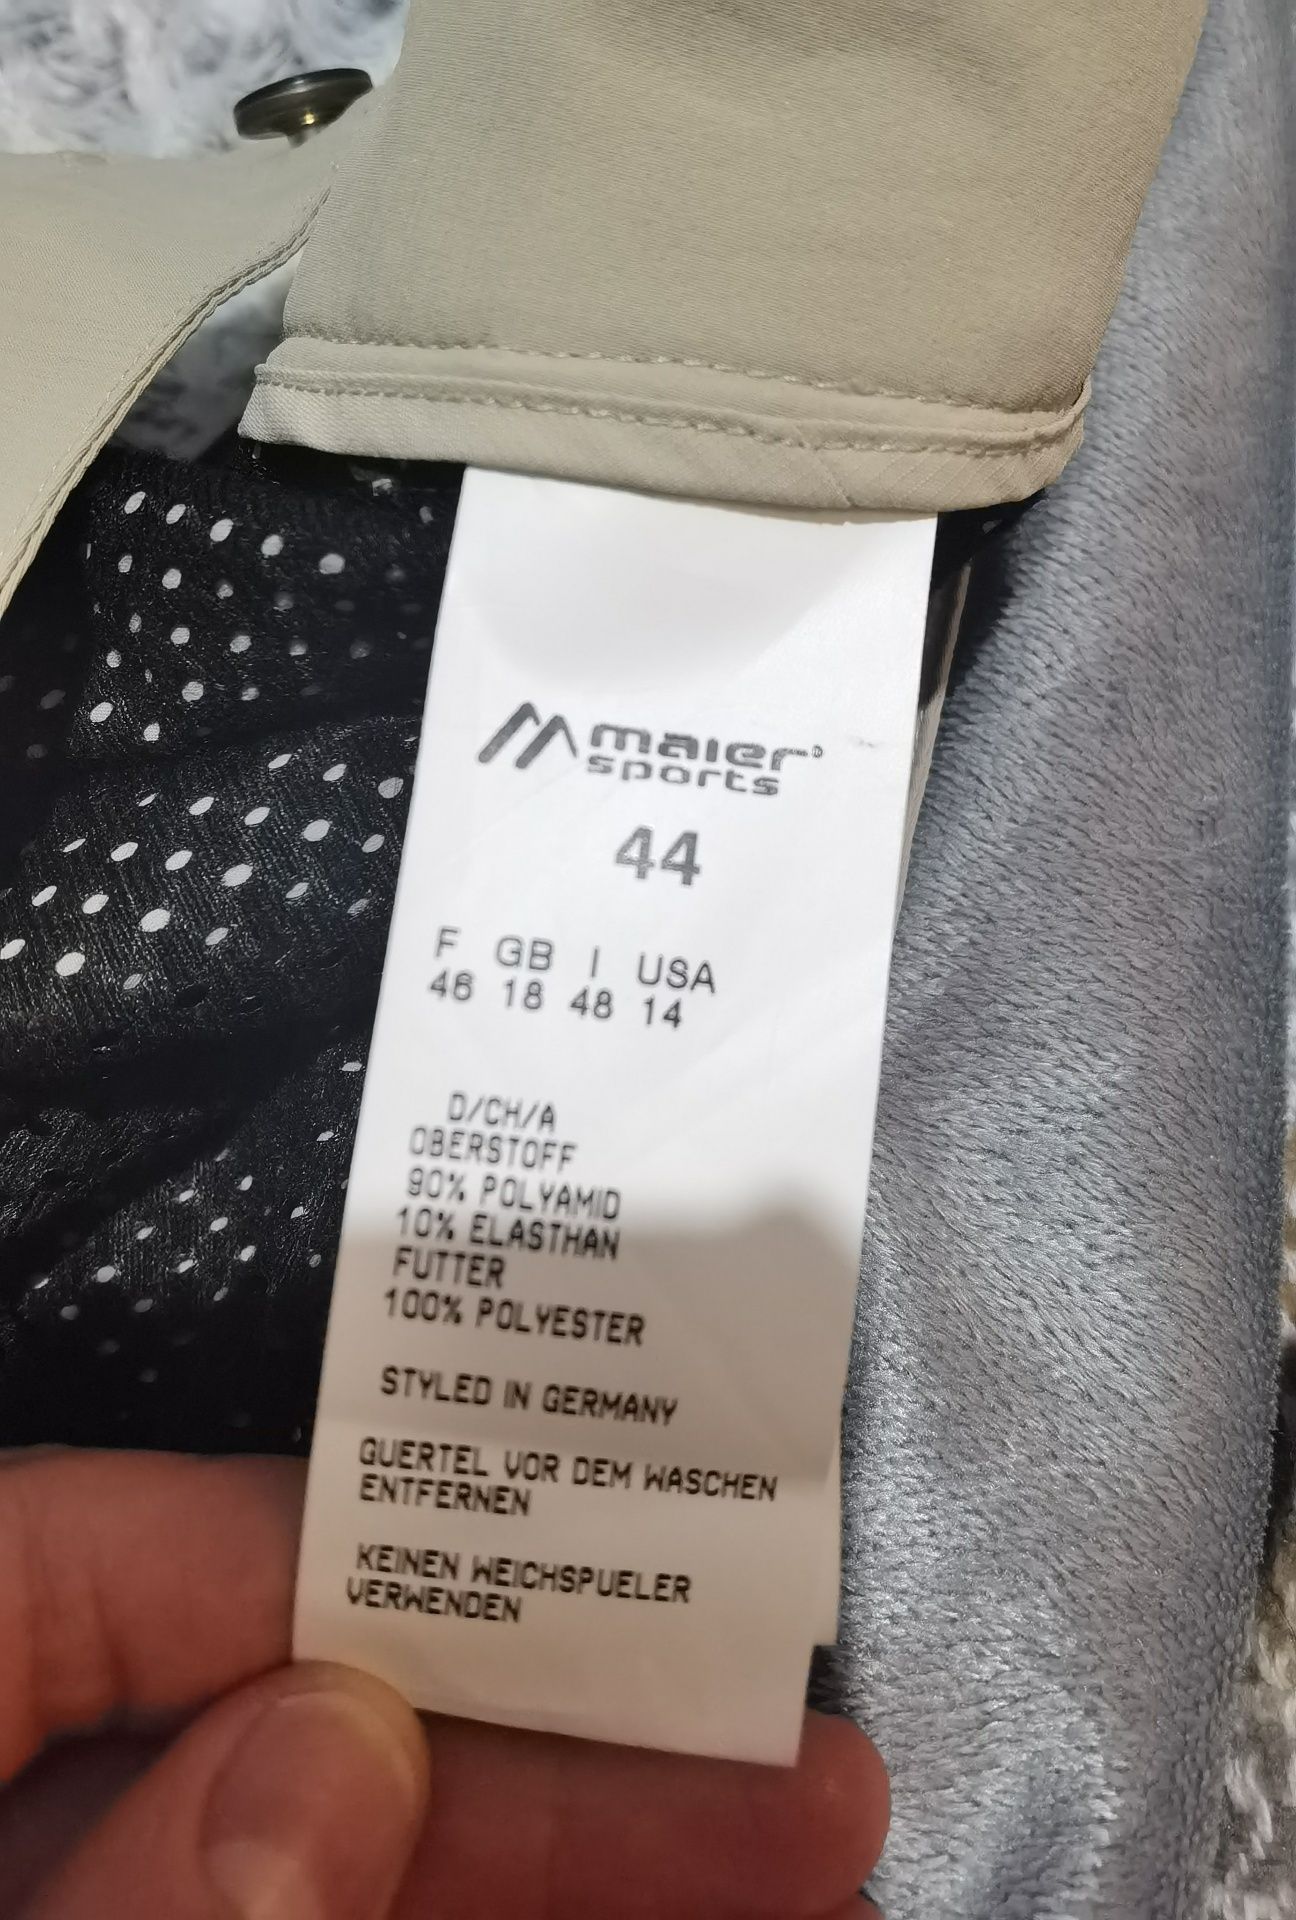 maier®
sports
44
F GB I USA
46 18 48 14
D/CH/A
OBERSTOFF
90% POLYAMID
10% ELASTHAN
FUTTER
100% POLYESTER
STYLED IN GERMANY
GUERTEL VOR DEM WASCHEN
ENTFERNEN
KEINEN WEICHSPUELER
VERWENDEN